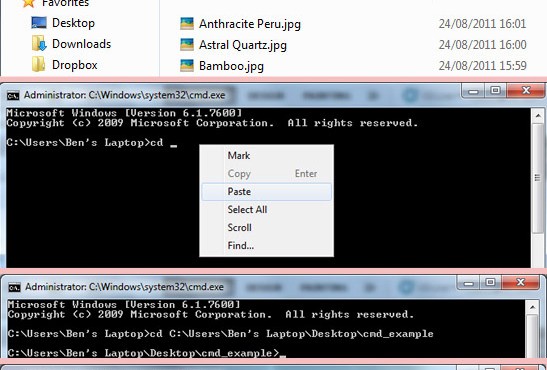 Favorites
Desktop
Downloads
Dropbox
Anthracite Peru.jpg 24/08/2011 16:01
Astral Quartz.jpg 24/08/2011 16:00
Bamboo.jpg 24/08/2011 15:59
Administrator: C:\Windows\system32\cmd.exe
Microsoft Windows [Version 6.1.7600]
Copyright (c) 2009 Microsoft Corporation. All rights reserved.
C:\Users\Ben's Laptop>cd _
Mark
Copy Enter
Paste
Select All
Scroll
Find...
Administrator: C:\Windows\system32\cmd.exe
Microsoft Windows [Version 6.1.7600]
Copyright (c) 2009 Microsoft Corporation. All rights reserved.
C:\Users\Ben's Laptop>cd C:\Users\Ben's Laptop\Desktop\cmd_example
C:\Users\Ben's Laptop\Desktop\cmd_example>_